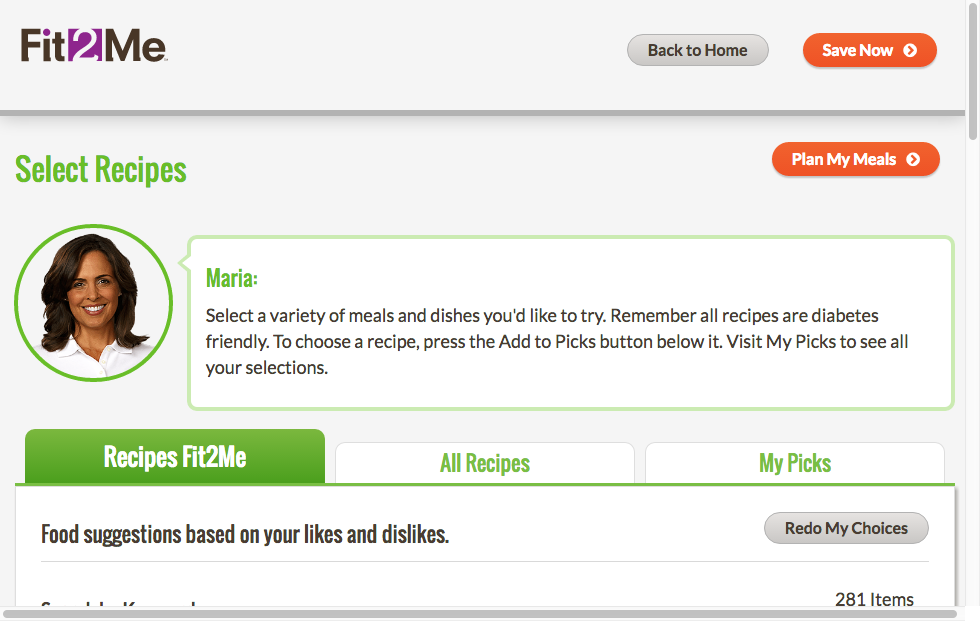 Fit2Me
Back to Home
Save Now
Select Recipes
Plan My Meals
Maria:
Select a variety of meals and dishes you'd like to try. Remember all recipes are diabetes
friendly. To choose a recipe, press the Add to Picks button below it. Visit My Picks to see all
your selections.
Recipes Fit2Me
All Recipes
My Picks
Food suggestions based on your likes and dislikes.
Redo My Choices
281 Items